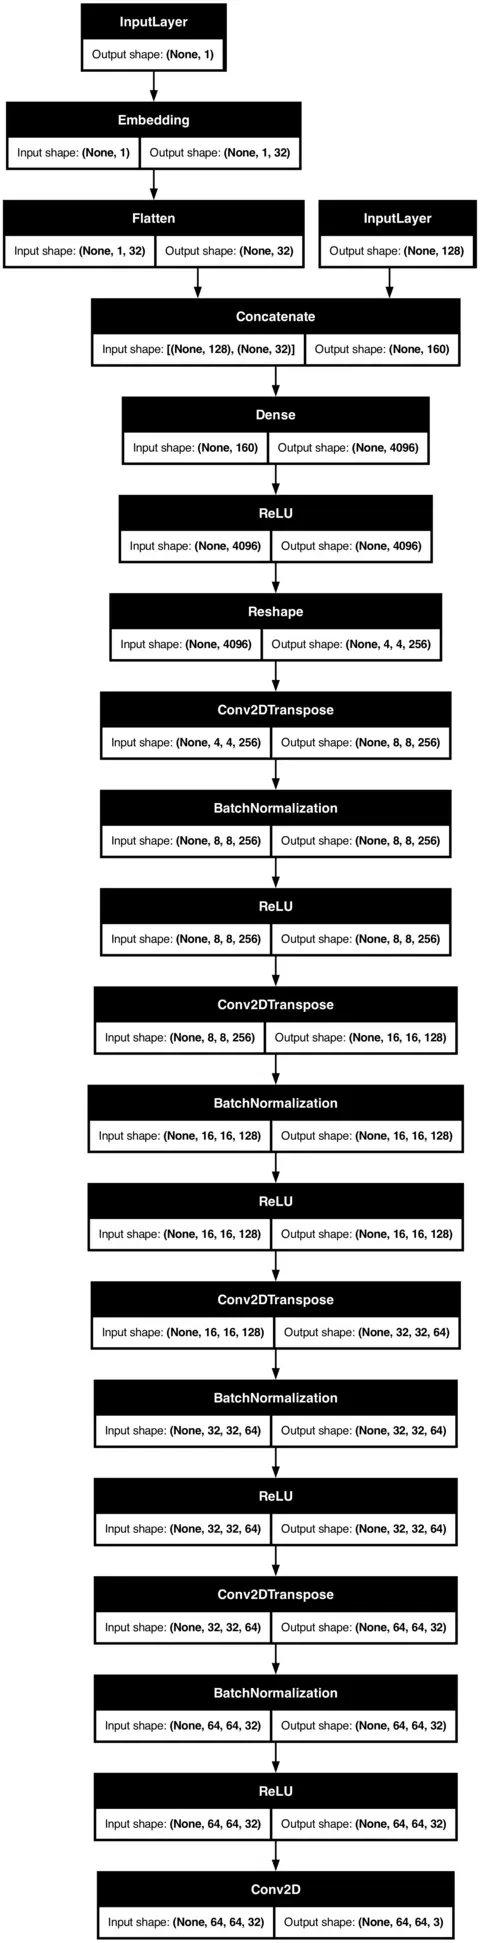 InputLayer
Output shape: (None, 1)
Embedding
Input shape: (None, 1) Output shape: (None, 1, 32)
Flatten
Input shape: (None, 1, 32) Output shape: (None, 32)
InputLayer
Output shape: (None, 128)
Concatenate
Input shape: [(None, 128), (None, 32)] Output shape: (None, 160)
Dense
Input shape: (None, 160) Output shape: (None, 4096)
ReLU
Input shape: (None, 4096) Output shape: (None, 4096)
Reshape
Input shape: (None, 4096) Output shape: (None, 4, 4, 256)
Conv2DTranspose
Input shape: (None, 4, 4, 256) Output shape: (None, 8, 8, 256)
BatchNormalization
Input shape: (None, 8, 8, 256) Output shape: (None, 8, 8, 256)
ReLU
Input shape: (None, 8, 8, 256) Output shape: (None, 8, 8, 256)
Conv2DTranspose
Input shape: (None, 8, 8, 256) Output shape: (None, 16, 16, 128)
BatchNormalization
Input shape: (None, 16, 16, 128) Output shape: (None, 16, 16, 128)
ReLU
Input shape: (None, 16, 16, 128) Output shape: (None, 16, 16, 128)
Conv2DTranspose
Input shape: (None, 16, 16, 128) Output shape: (None, 32, 32, 64)
BatchNormalization
Input shape: (None, 32, 32, 64) Output shape: (None, 32, 32, 64)
ReLU
Input shape: (None, 32, 32, 64) Output shape: (None, 32, 32, 64)
Conv2DTranspose
Input shape: (None, 32, 32, 64) Output shape: (None, 64, 64, 32)
BatchNormalization
Input shape: (None, 64, 64, 32) Output shape: (None, 64, 64, 32)
ReLU
Input shape: (None, 64, 64, 32) Output shape: (None, 64, 64, 32)
Conv2D
Input shape: (None, 64, 64, 32) Output shape: (None, 64, 64, 3)